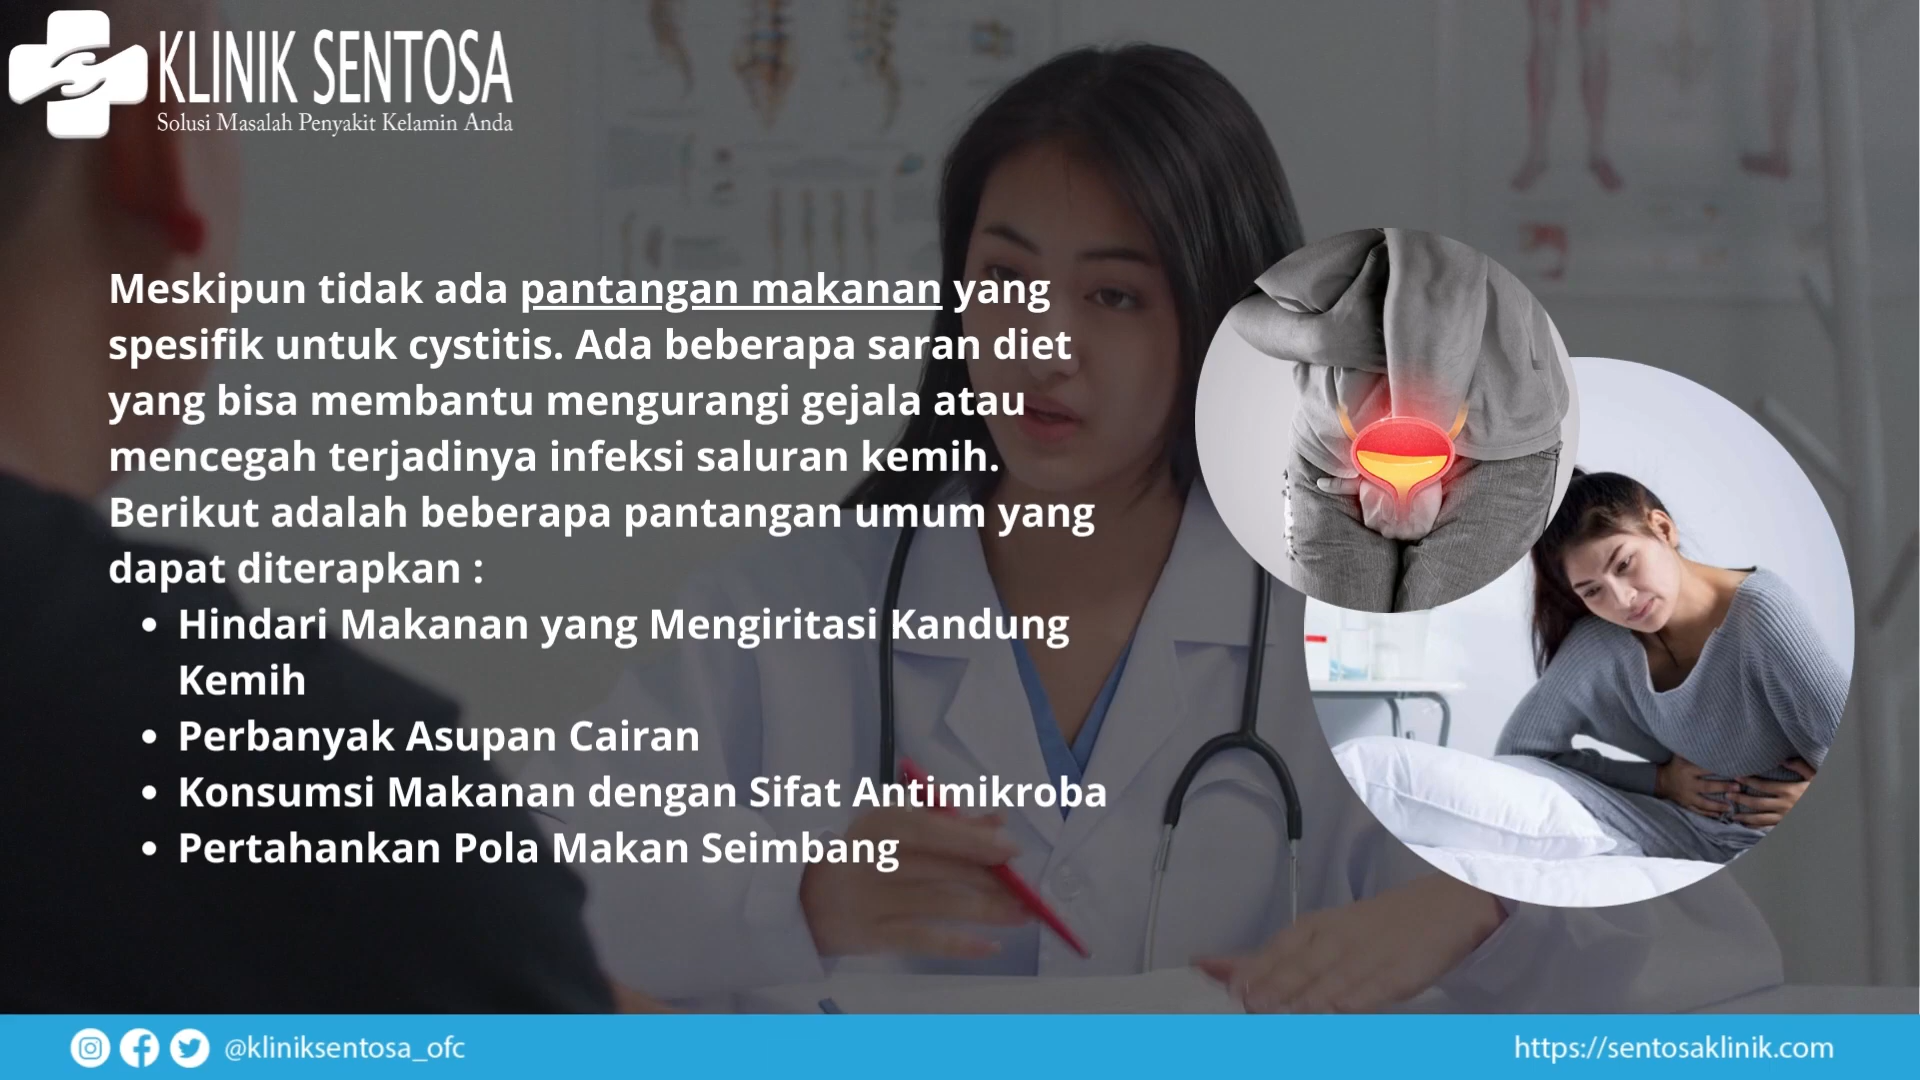 KLINIK SENTOSA
Solusi Masalah Penyakit Kelamin Anda
Meskipun tidak ada pantangan makanan yang
spesifik untuk cystitis. Ada beberapa saran diet
yang bisa membantu mengurangi gejala atau
mencegah terjadinya infeksi saluran kemih.
Berikut adalah beberapa pantangan umum yang
dapat diterapkan :
• Hindari Makanan yang Mengiritasi Kandung
Kemih
• Perbanyak Asupan Cairan
• Konsumsi Makanan dengan Sifat Antimikroba
• Pertahankan Pola Makan Seimbang
@kliniksentosa_ofc
https://sentosaklinik.com